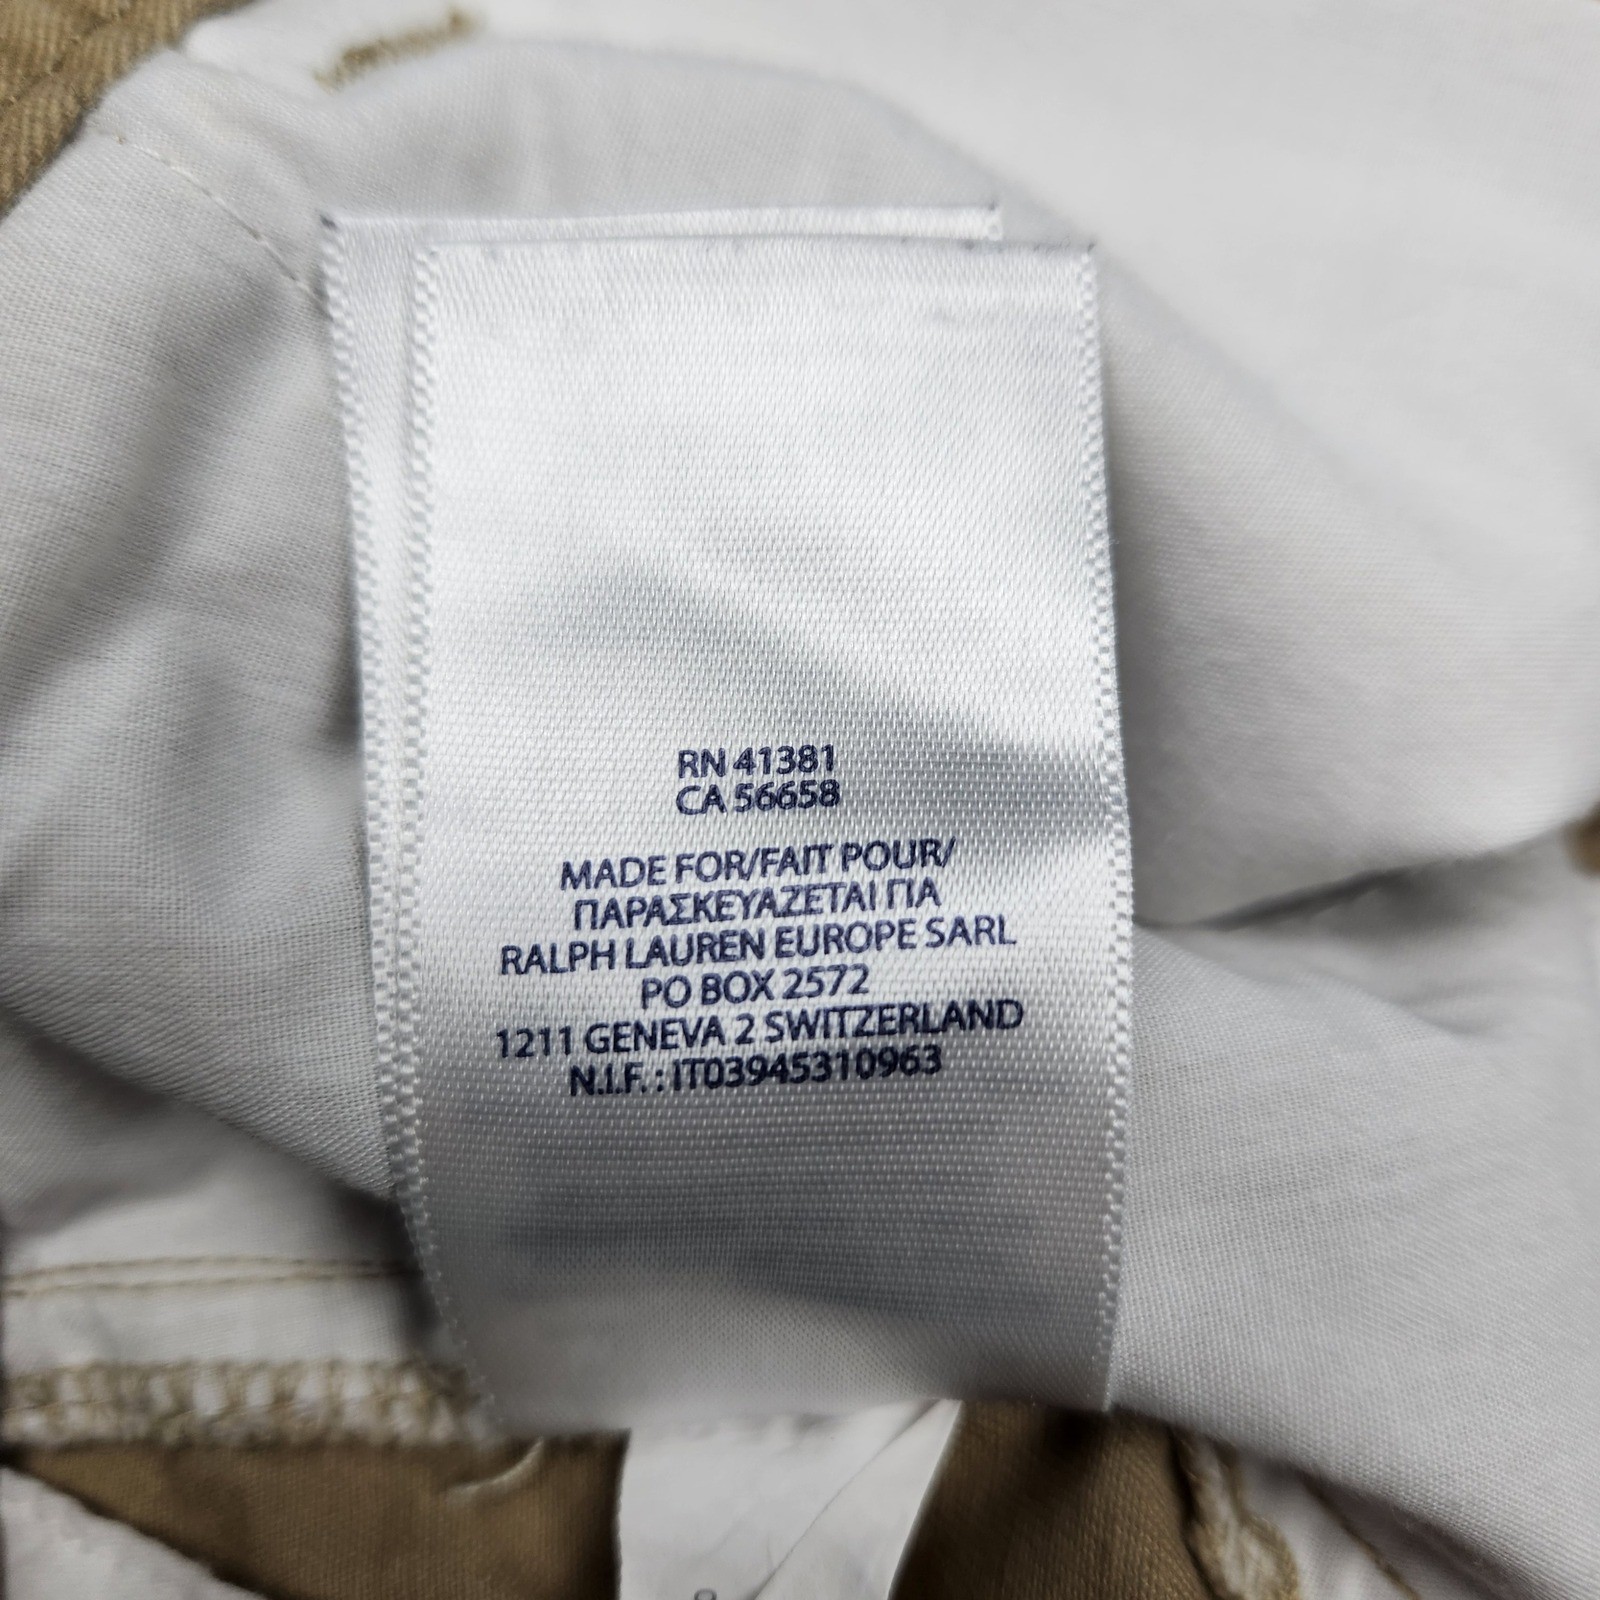 RN 41381
CA 56658
MADE FOR/FAIT POUR/
ΠΑΡΑΣΚΕΥΑΖΕΤΑΙ ΓΙΑ
RALPH LAUREN EUROPE SARL
PO BOX 2572
1211 GENEVA 2 SWITZERLAND
N.I.F. : IT03945310963